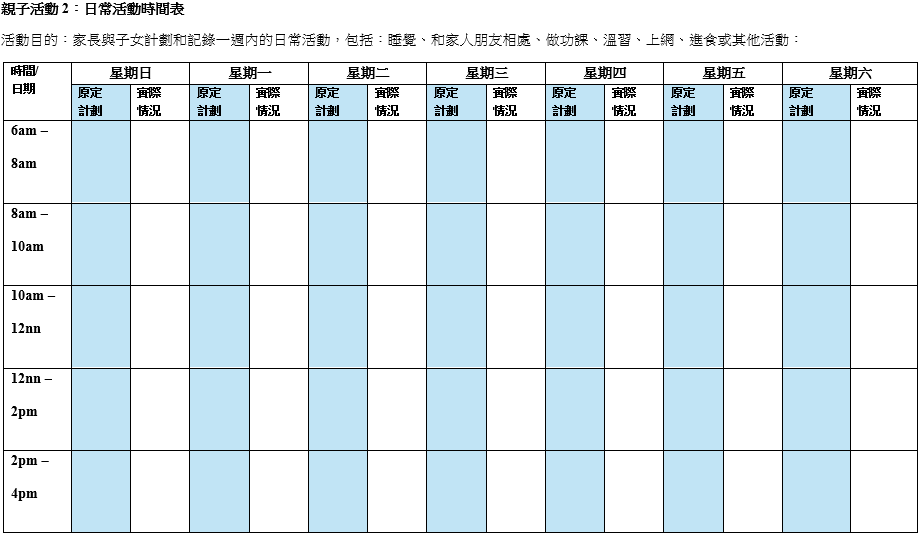 親子活動 2：日常活動時間表
活動目的：家長與子女計劃和記錄一週內的日常活動，包括：睡覺、和家人朋友相處、做功課、溫習、上網、進食或其他活動：
時間/ 星期日 星期一 星期二 星期三 星期四 星期五 星期六
日期 原定 實際 原定 實際 原定 實際 原定 實際 原定 實際 原定 實際 原定 實際
計劃 情況 計劃 情況 計劃 情況 計劃 情況 計劃 情況 計劃 情況 計劃 情況
6am –
8am
8am –
10am
10am –
12nn
12nn –
2pm
2pm –
4pm